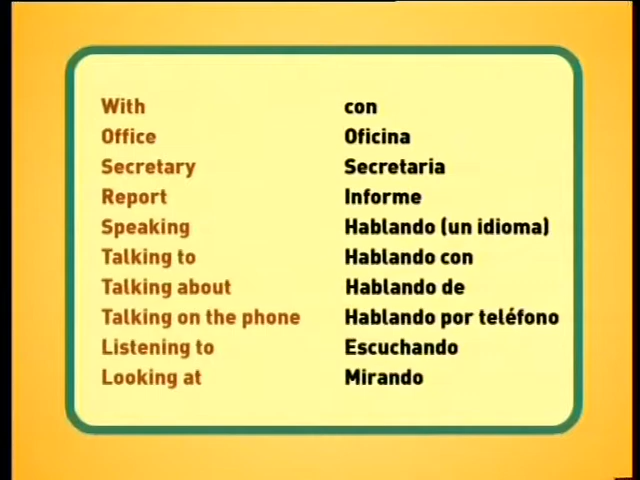 With con
Office Oficina
Secretary Secretaria
Report Informe
Speaking Hablando (un idioma)
Talking to Hablando con
Talking about Hablando de
Talking on the phone Hablando por teléfono
Listening to Escuchando
Looking at Mirando